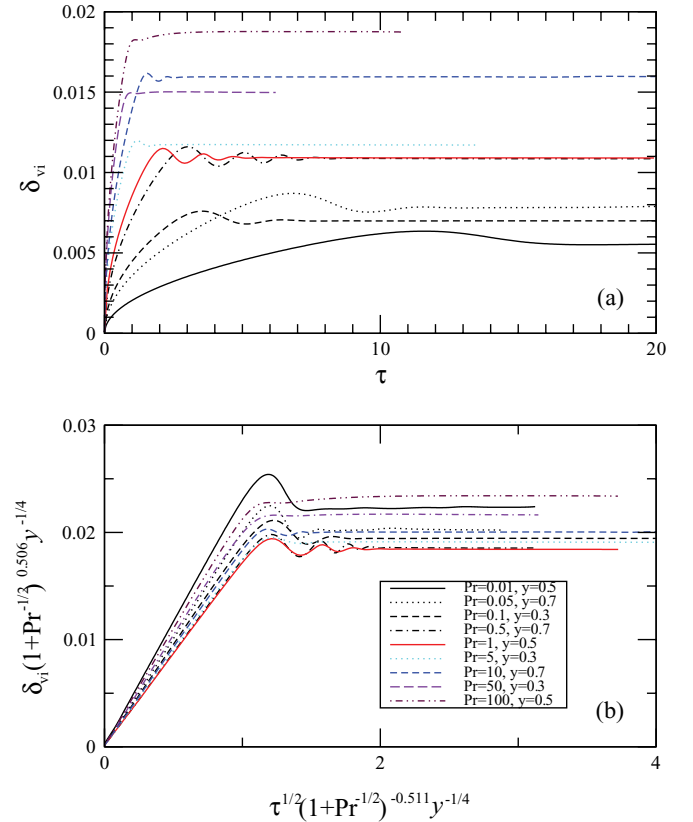 0.02
0.015
0.01
0.005
0
δvi
(a)
0 10 20
τ
0.03
0.02
0.01
0
δvi(1+Pr^-1/2)^0.506 y^-1/4
Pr=0.01, y=0.5
Pr=0.05, y=0.7
Pr=0.1, y=0.3
Pr=0.5, y=0.7
Pr=1, y=0.5
Pr=5, y=0.3
Pr=10, y=0.7
Pr=50, y=0.3
Pr=100, y=0.5
(b)
0 2 4
τ^1/2(1+Pr^-1/2)^-0.511 y^-1/4